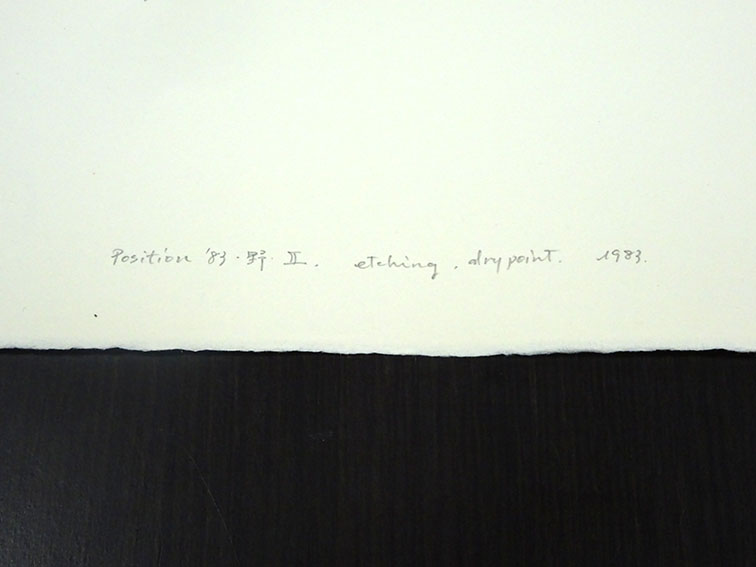 Position '83・野・Ⅱ. etching. drypoint. 1983.